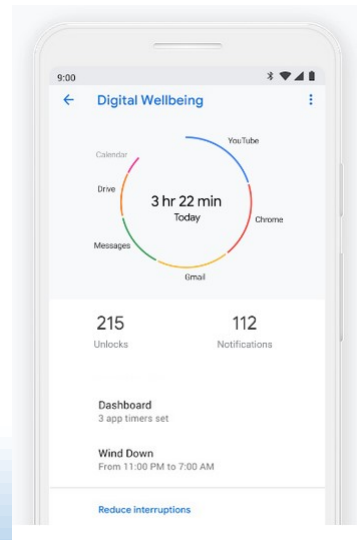 9:00
Digital Wellbeing
YouTube
Calendar
Drive
3 hr 22 min
Today
Chrome
Messages
Gmail
215 112
Unlocks Notifications
Dashboard
3 app timers set
Wind Down
From 11:00 PM to 7:00 AM
Reduce interruptions